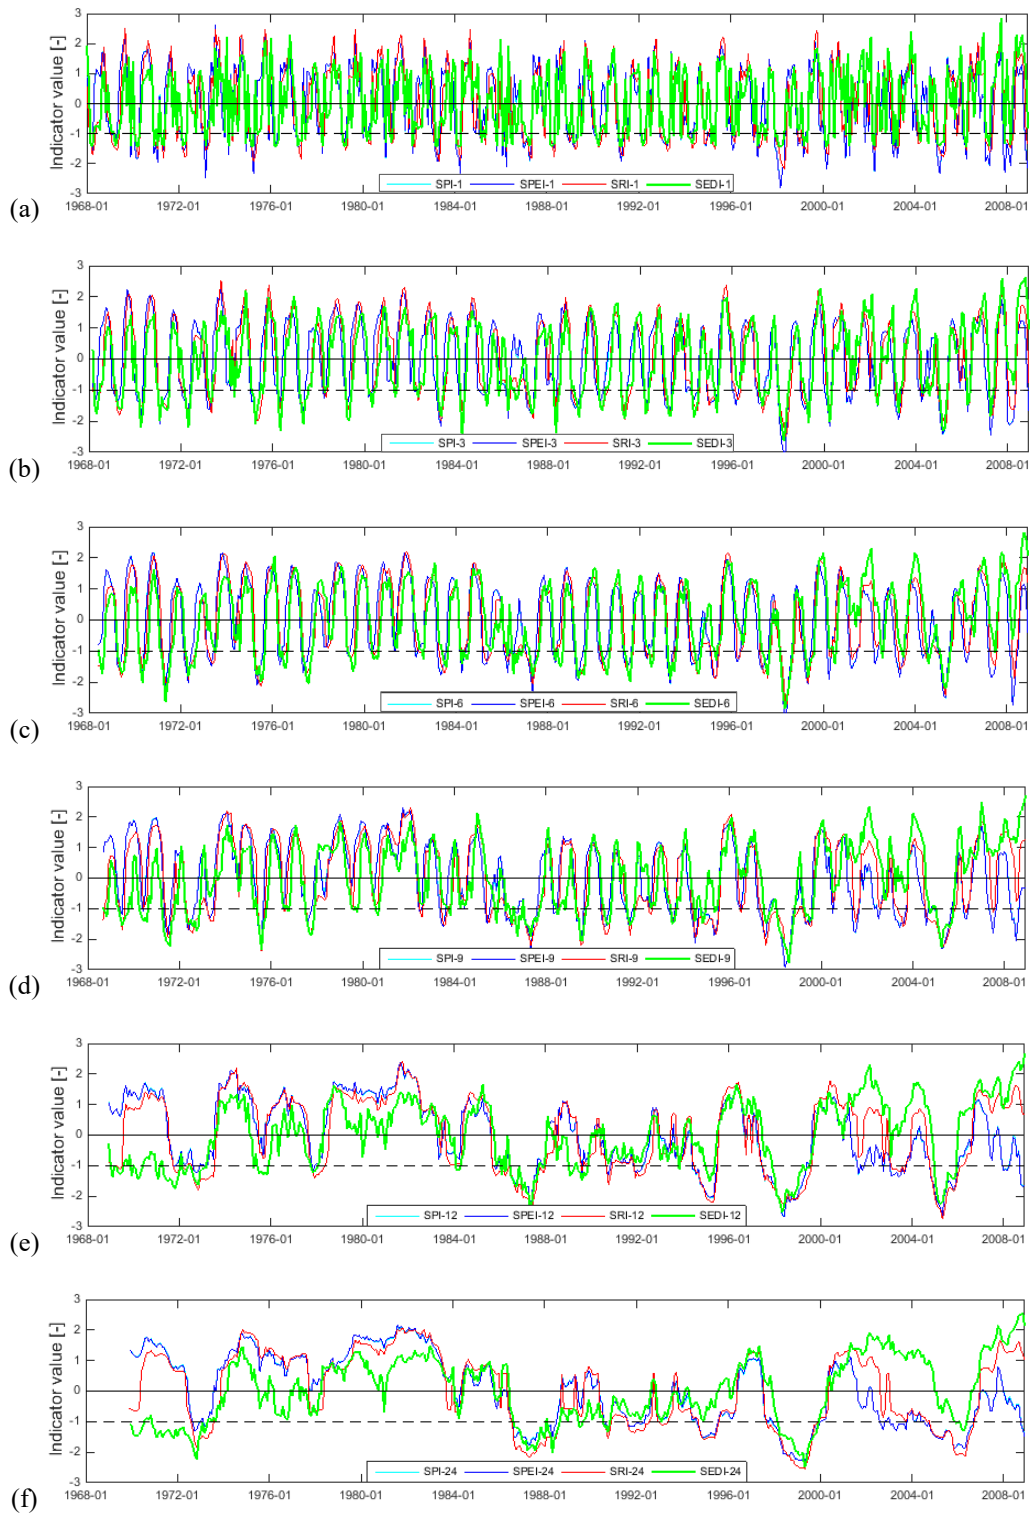 3
2
1
0
-1
-2
-3
Indicator value [-]
SPI-1 SPEI-1 SRI-1 SEDI-1
1968-01 1972-01 1976-01 1980-01 1984-01 1988-01 1992-01 1996-01 2000-01 2004-01 2008-01
(a)
3
2
1
0
-1
-2
-3
Indicator value [-]
SPI-3 SPEI-3 SRI-3 SEDI-3
1968-01 1972-01 1976-01 1980-01 1984-01 1988-01 1992-01 1996-01 2000-01 2004-01 2008-01
(b)
3
2
1
0
-1
-2
-3
Indicator value [-]
SPI-6 SPEI-6 SRI-6 SEDI-6
1968-01 1972-01 1976-01 1980-01 1984-01 1988-01 1992-01 1996-01 2000-01 2004-01 2008-01
(c)
3
2
1
0
-1
-2
-3
Indicator value [-]
SPI-9 SPEI-9 SRI-9 SEDI-9
1968-01 1972-01 1976-01 1980-01 1984-01 1988-01 1992-01 1996-01 2000-01 2004-01 2008-01
(d)
3
2
1
0
-1
-2
-3
Indicator value [-]
SPI-12 SPEI-12 SRI-12 SEDI-12
1968-01 1972-01 1976-01 1980-01 1984-01 1988-01 1992-01 1996-01 2000-01 2004-01 2008-01
(e)
3
2
1
0
-1
-2
-3
Indicator value [-]
SPI-24 SPEI-24 SRI-24 SEDI-24
1968-01 1972-01 1976-01 1980-01 1984-01 1988-01 1992-01 1996-01 2000-01 2004-01 2008-01
(f)